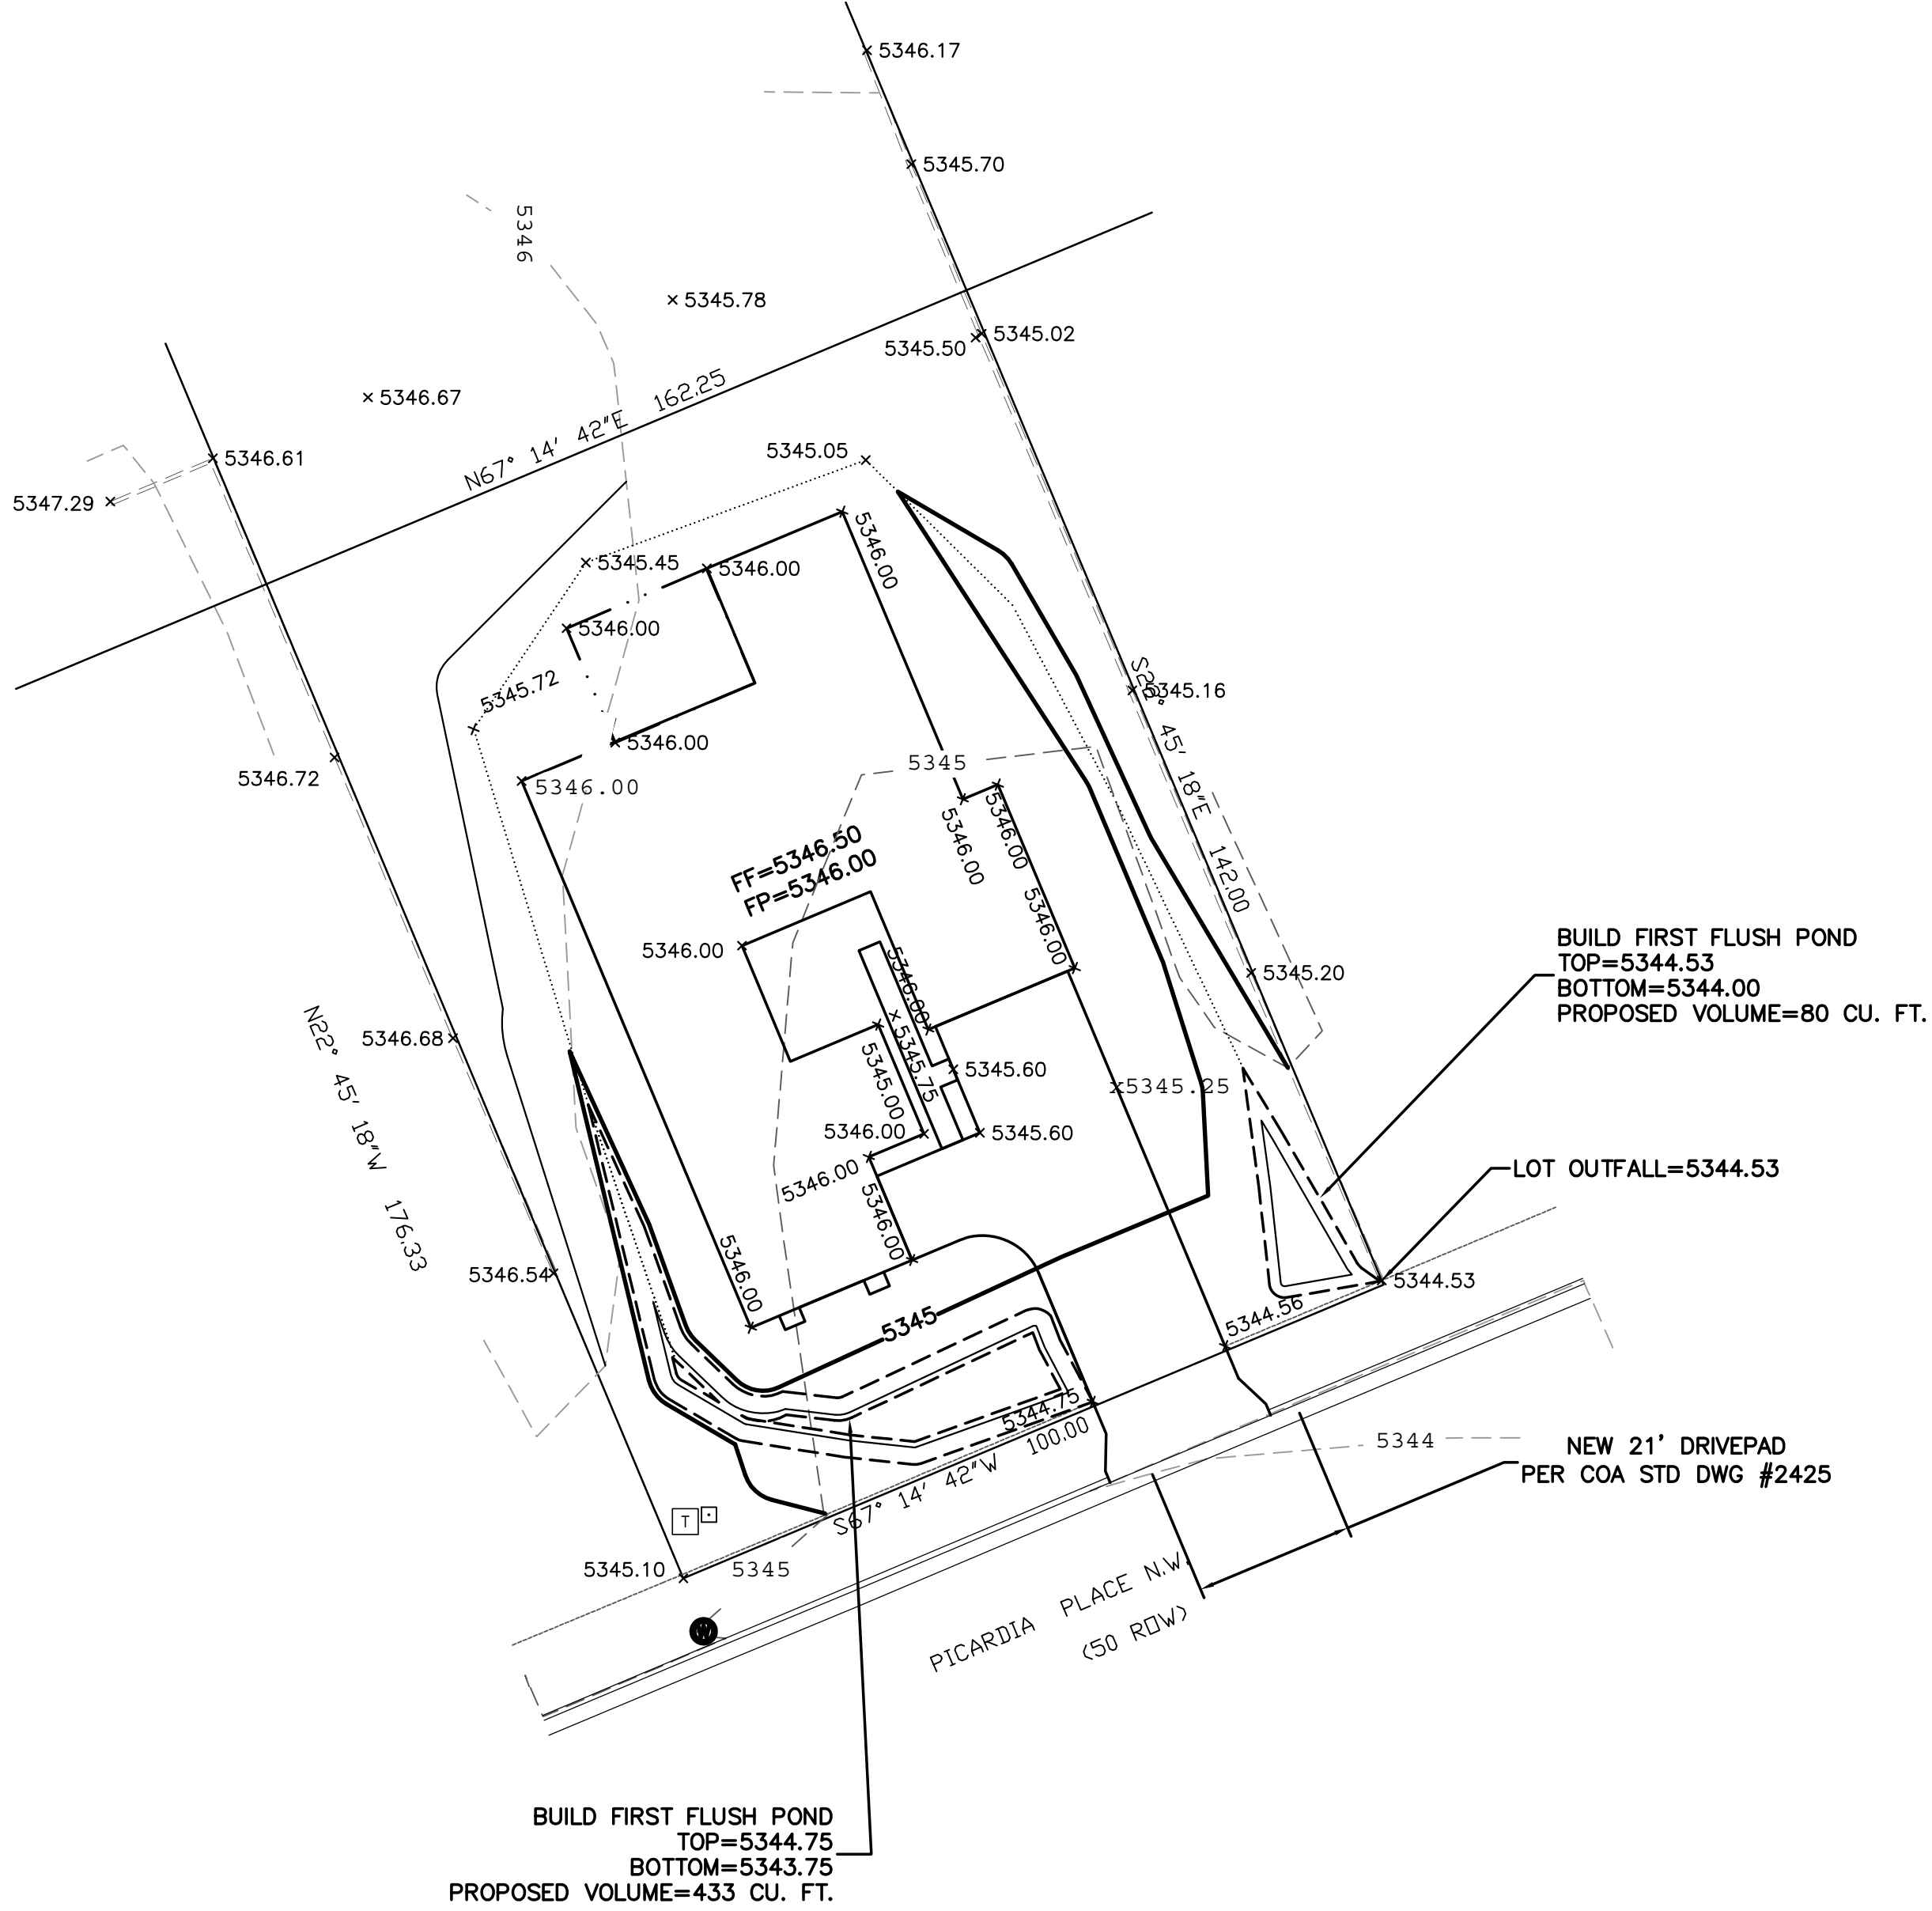 5346.17
5345.70
5346
5345.78
5345.02
5345.50
5346.67
N67° 14' 42"E 162.25
5346.61
5347.29
5345.05
5345.45
5346.00
5346.00
5346.00
5345.72
5346.00
5346.00
5346.72
S22° 45' 18"E 142.00
5345.16
5345
5346.00
5346.00
5346.00
FF=5346.50
FP=5346.00
5346.00
5346.00
5345.20
BUILD FIRST FLUSH POND
TOP=5344.53
BOTTOM=5344.00
PROPOSED VOLUME=80 CU. FT.
N22° 45' 18"W 176.33
5346.68
5345.00
5345.75
5345.60
x5345.25
5346.00
5345.60
5346.00
5346.00
LOT OUTFALL=5344.53
5346.54
5346.00
5344.53
5344.56
5345
5344.75
100.00
S67° 14' 42"W
5344
NEW 21' DRIVEPAD
PER COA STD DWG #2425
T
5345.10
5345
W
PICARDIA PLACE N.W.
(50 ROW)
BUILD FIRST FLUSH POND
TOP=5344.75
BOTTOM=5343.75
PROPOSED VOLUME=433 CU. FT.